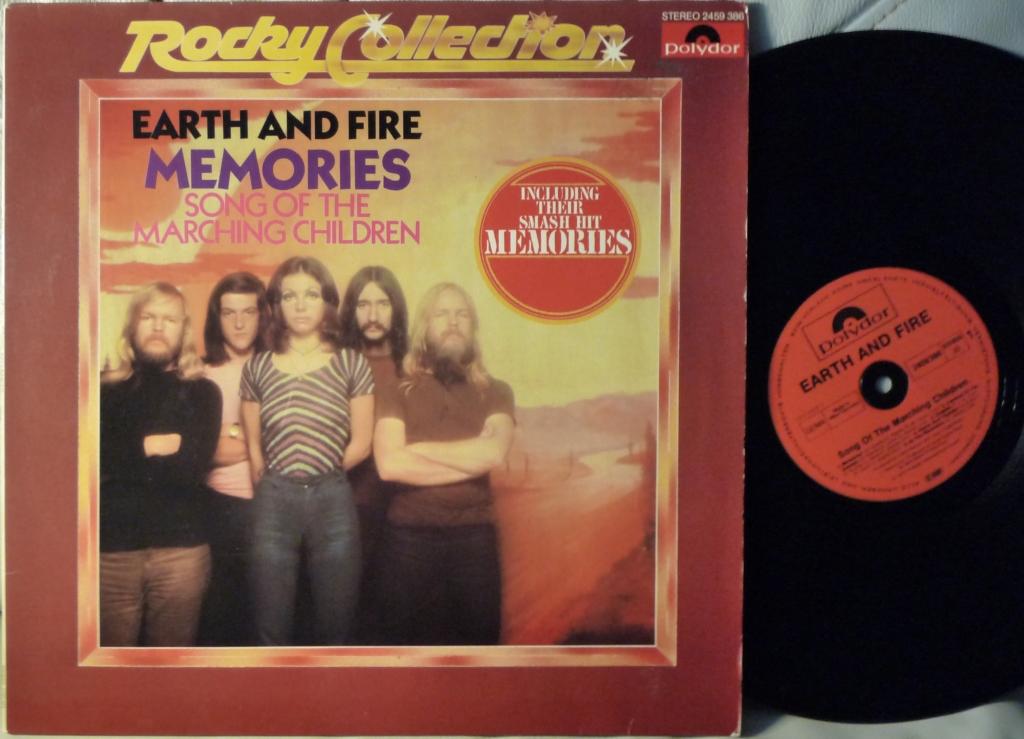 Rocky Collection
STEREO 2459 386
polydor
EARTH AND FIRE
MEMORIES
SONG OF THE
MARCHING CHILDREN
INCLUDING
THEIR
SMASH HIT
MEMORIES
polydor
EARTH AND FIRE
Song Of The Marching Children